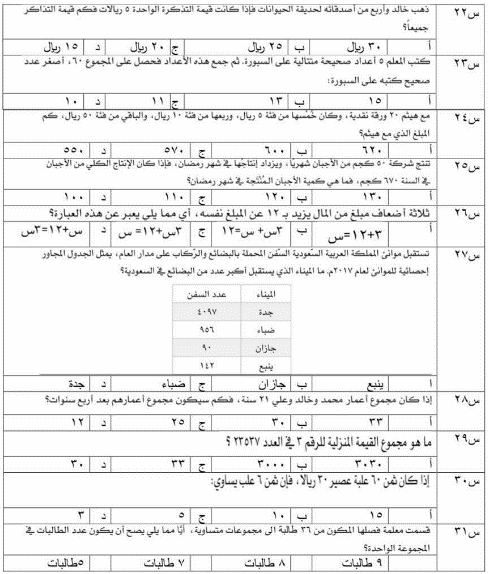 س٢٢ ذهب خالد وأربع من أصدقائه لحديقة الحيوانات فإذا كانت قيمة التذكرة الواحدة ٥ ريالات فكم قيمة التذاكر
جميعاً؟
أ ٣٠ ريال ب ٢٥ ريال ج ٢٠ ريال د ١٥ ريال
س٢٣ كتب المعلم ٥ أعداد صحيحة متتالية على السبورة. ثم جمع هذه الأعداد فحصل على المجموع ٦٠، أصغر عدد
صحيح كتبه على السبورة:
أ ١٥ ب ١٣ ج ١١ د ١٠
س٢٤ مع هيثم ٢٠ ورقة نقدية، وكان خُمْسها من فئة ٥ ريال، وربعها من فئة ١٠ ريال، والباقي من فئة ٥٠ ريال، كم
المبلغ الذي مع هيثم؟
أ ٦٢٠ ب ٦٠٠ ج ٥٧٠ د ٥٥٠
س٢٥ تنتج شركة ٥٠ كجم من الأجبان شهرياً، ويزداد إنتاجها في شهر رمضان، فإذا كان الإنتاج الكلي من الأجبان
في السنة ٦٧٠ كجم، فما هي كمية الأجبان المُنْتَجة في شهر رمضان؟
أ ١٣٠ ب ١٢٠ ج ١١٠ د ١٠٠
س٢٦ ثلاثة أضعاف مبلغ من المال يزيد بـ ١٢ عن المبلغ نفسه، أي مما يلي يعبر عن هذه العبارة؟
أ ٣+١٢=س ب ٣س + س=١٢ ج ٣س+١٢= س د س+١٢=٣س
س٢٧ تستقبل موانئ المملكة العربية السعودية السفن المحملة بالبضائع والركاب على مدار العام، يمثل الجدول المجاور
إحصائية للموانئ لعام ٢٠١٧م. ما الميناء الذي يستقبل أكبر عدد من البضائع في السعودية؟
الميناء عدد السفن
جدة ٤٠٩٧
ضباء ٩٥٦
جازان ٩٠
ينبع ١٤٢
أ ينبع ب جازان ج ضباء د جدة
س٢٨ إذا كان مجموع أعمار محمد وخالد وعلي ٢١ سنة، فكم سيكون مجموع أعمارهم بعد أربع سنوات؟
أ ٣٣ ب ٣٠ ج ٢٥ د ١٢
س٢٩ ما هو مجموع القيمة المنزلية للرقم ٣ في العدد ٢٣٥٣٧ ؟
أ ٣٠٣٠ ب ٣٠٠٠ ج ٣٣ د ٣٠
س٣٠ إذا كان ثمن ٦٠ علبة عصير ٣٠ ريالا، فإن ثمن ٦ علب يساوي:
أ ١٥ ب ١٠ ج ٥ د ٣
س٣١ قسمت معلمة فصلها المكون من ٣٦ طالبة الى مجموعات متساوية، أيًا مما يلي يصح أن يكون عدد الطالبات في
المجموعة الواحدة؟
٩ طالبات ٨ طالبات ٧ طالبات ٥طالبات